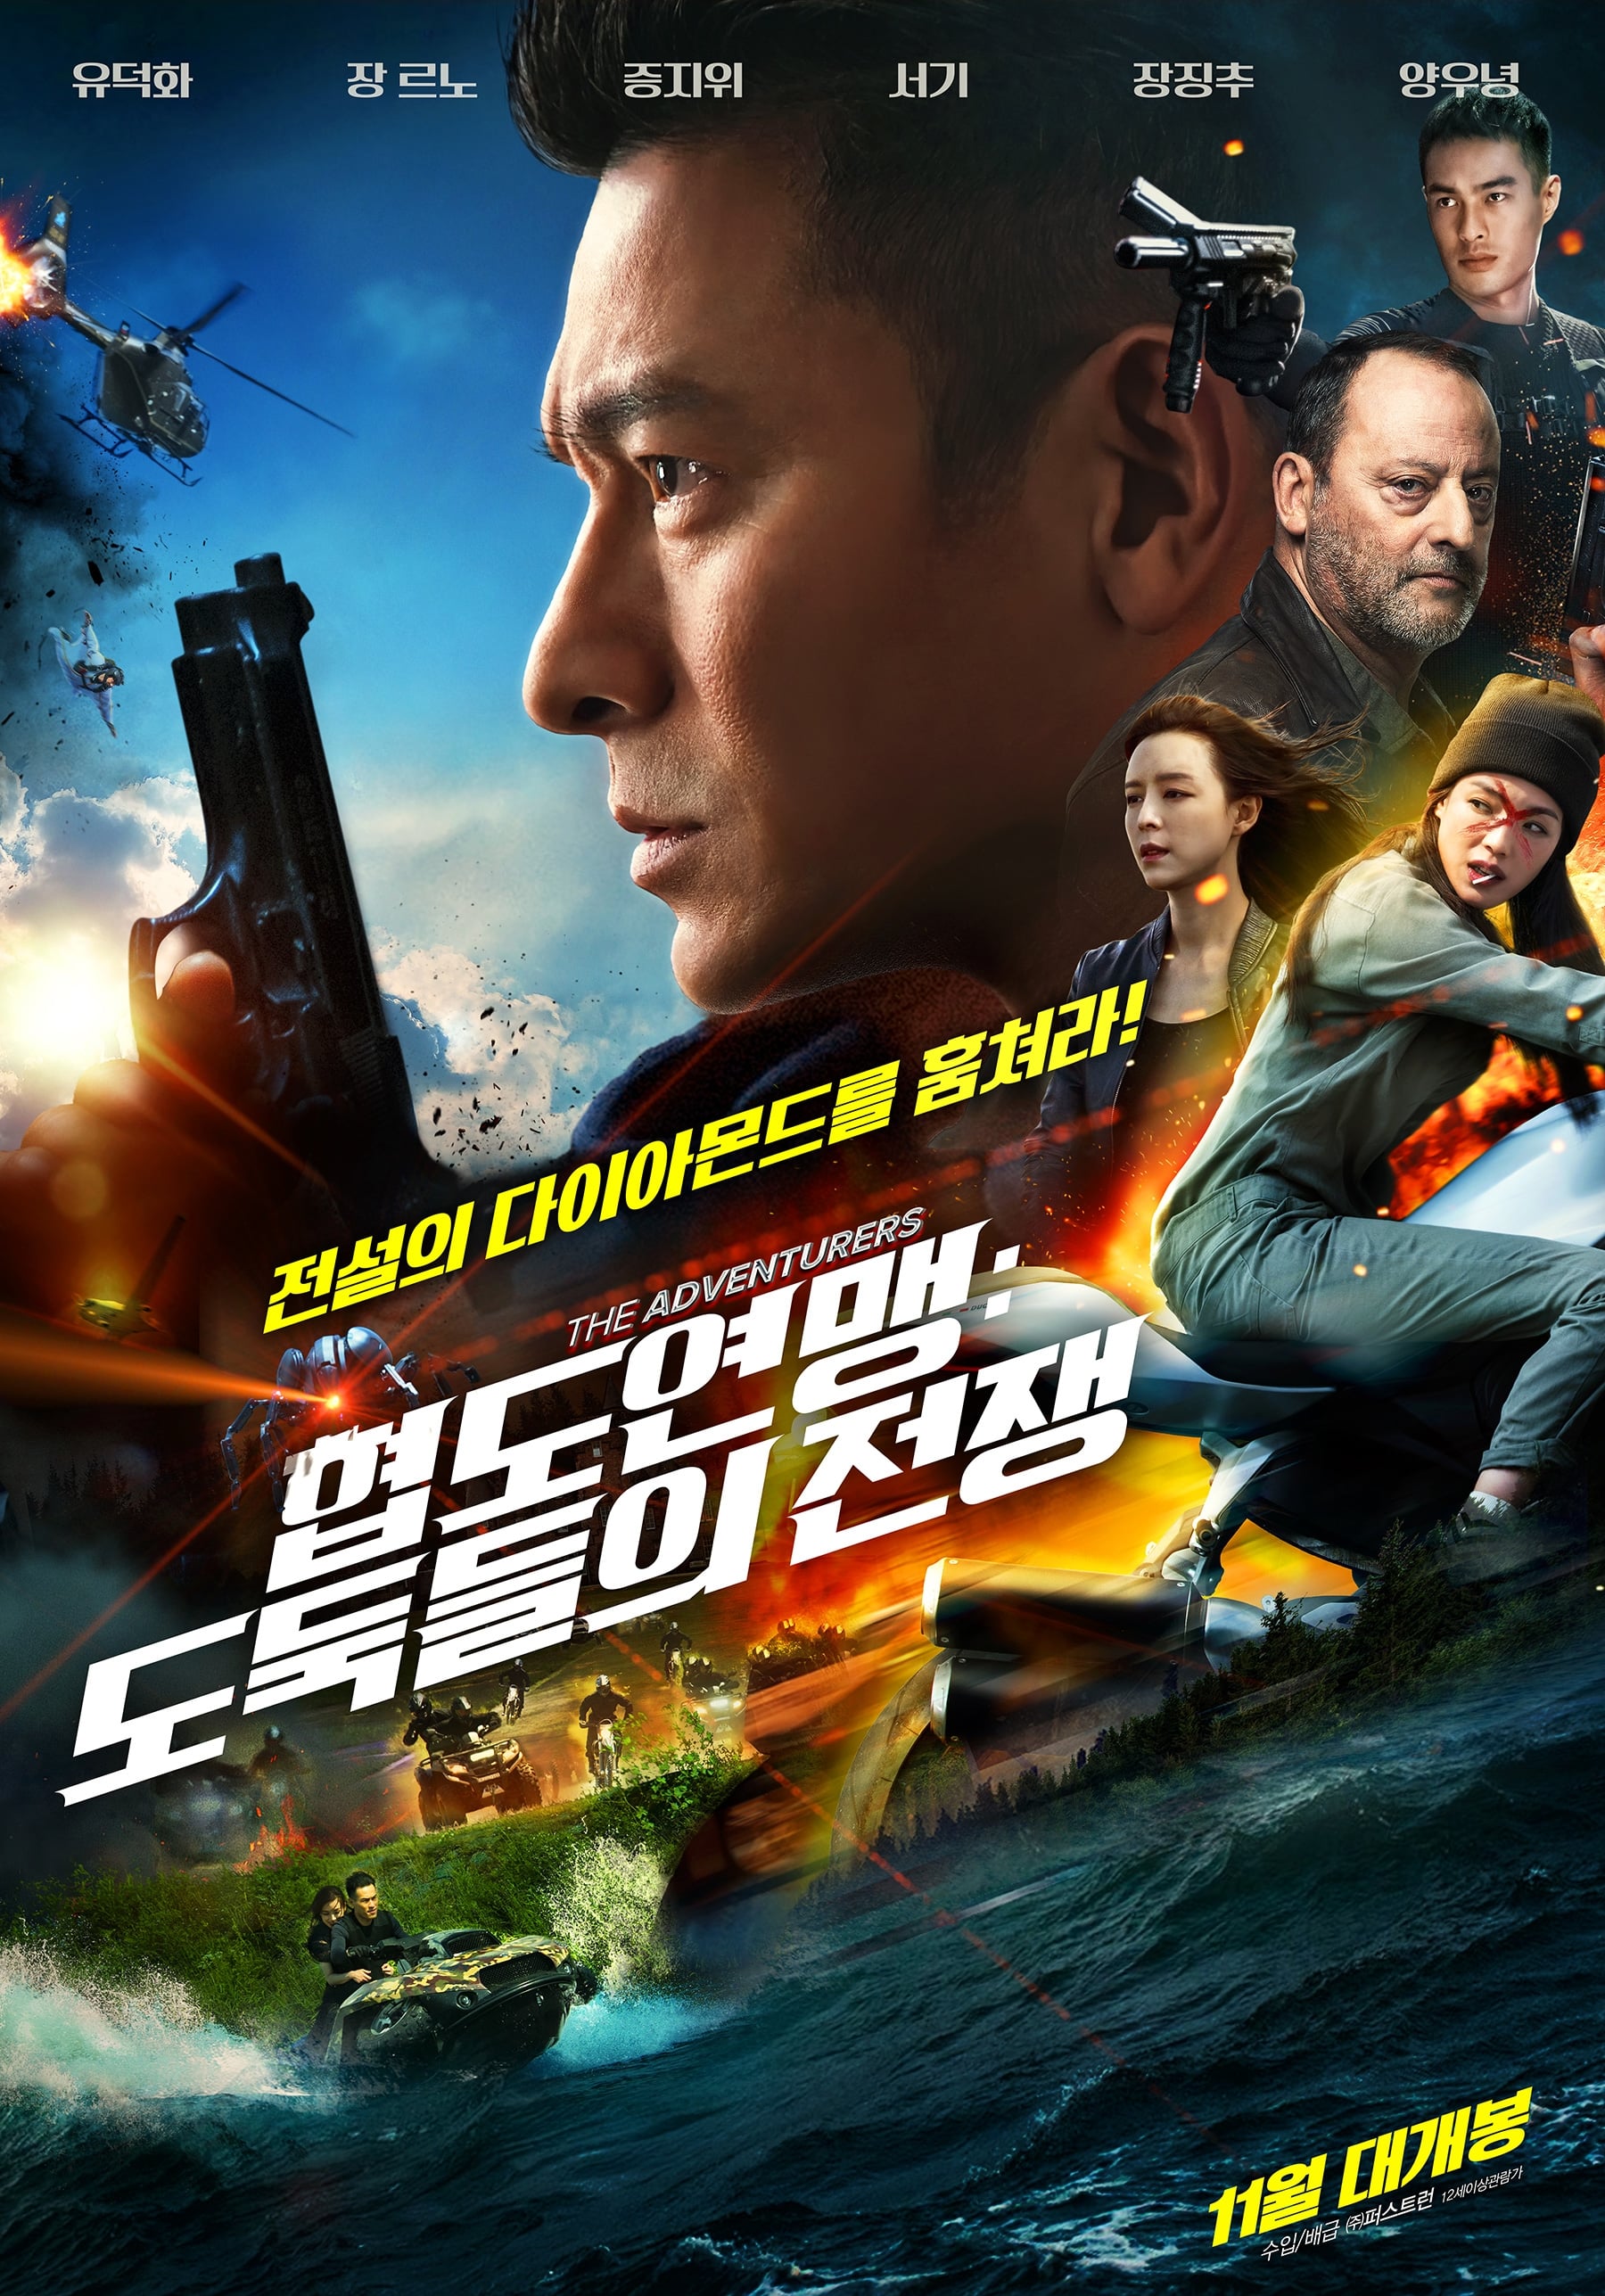 유덕화 장 르노 증지위 서기 장징추 양우녕
전설의 다이아몬드를 훔쳐라!
THE ADVENTURERS
협도연맹:
도둑들의 전쟁
11월 대개봉
수입/배급 ㈜퍼스트런 12세이상관람가